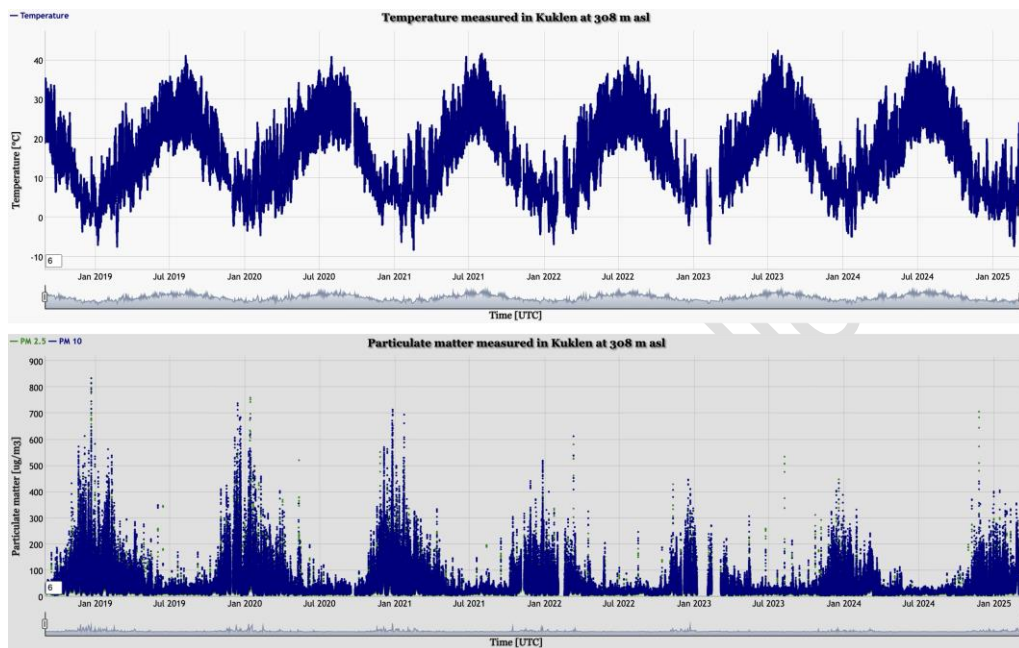 Temperature
Temperature measured in Kuklen at 308 m asl
Temperature [°C]
40
30
20
10
0
-10
6
Jan 2019 Jul 2019 Jan 2020 Jul 2020 Jan 2021 Jul 2021 Jan 2022 Jul 2022 Jan 2023 Jul 2023 Jan 2024 Jul 2024 Jan 2025
Time [UTC]
PM 2.5 PM 10
Particulate matter measured in Kuklen at 308 m asl
Particulate matter [ug/m3]
900
800
700
600
500
400
300
200
100
0
6
Jan 2019 Jul 2019 Jan 2020 Jul 2020 Jan 2021 Jul 2021 Jan 2022 Jul 2022 Jan 2023 Jul 2023 Jan 2024 Jul 2024 Jan 2025
Time [UTC]